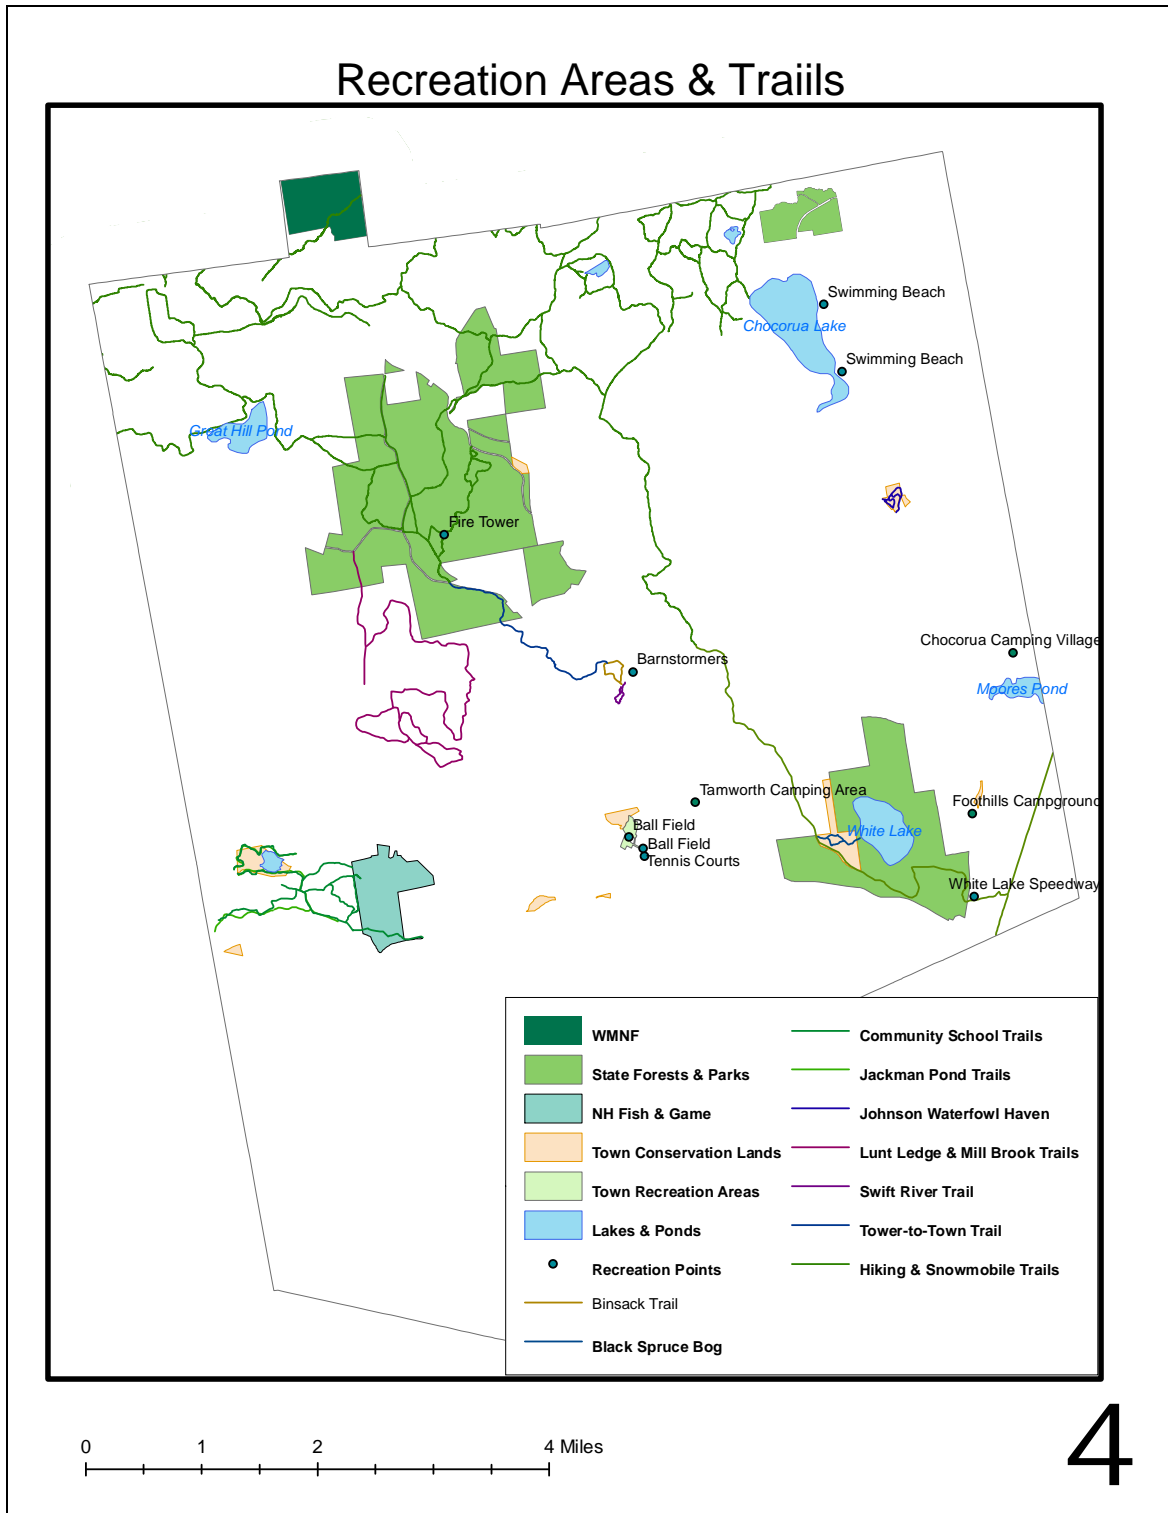 Recreation Areas & Traiils
Swimming Beach
Chocorua Lake
Swimming Beach
Great Hill Pond
Fire Tower
Chocorua Camping Village
Barnstormers
Moores Pond
Tamworth Camping Area
Foothills Campground
Ball Field
White Lake
Ball Field
Tennis Courts
White Lake Speedway
WMNF
State Forests & Parks
NH Fish & Game
Town Conservation Lands
Town Recreation Areas
Lakes & Ponds
Recreation Points
Binsack Trail
Black Spruce Bog
Community School Trails
Jackman Pond Trails
Johnson Waterfowl Haven
Lunt Ledge & Mill Brook Trails
Swift River Trail
Tower-to-Town Trail
Hiking & Snowmobile Trails
0 1 2 4 Miles
4